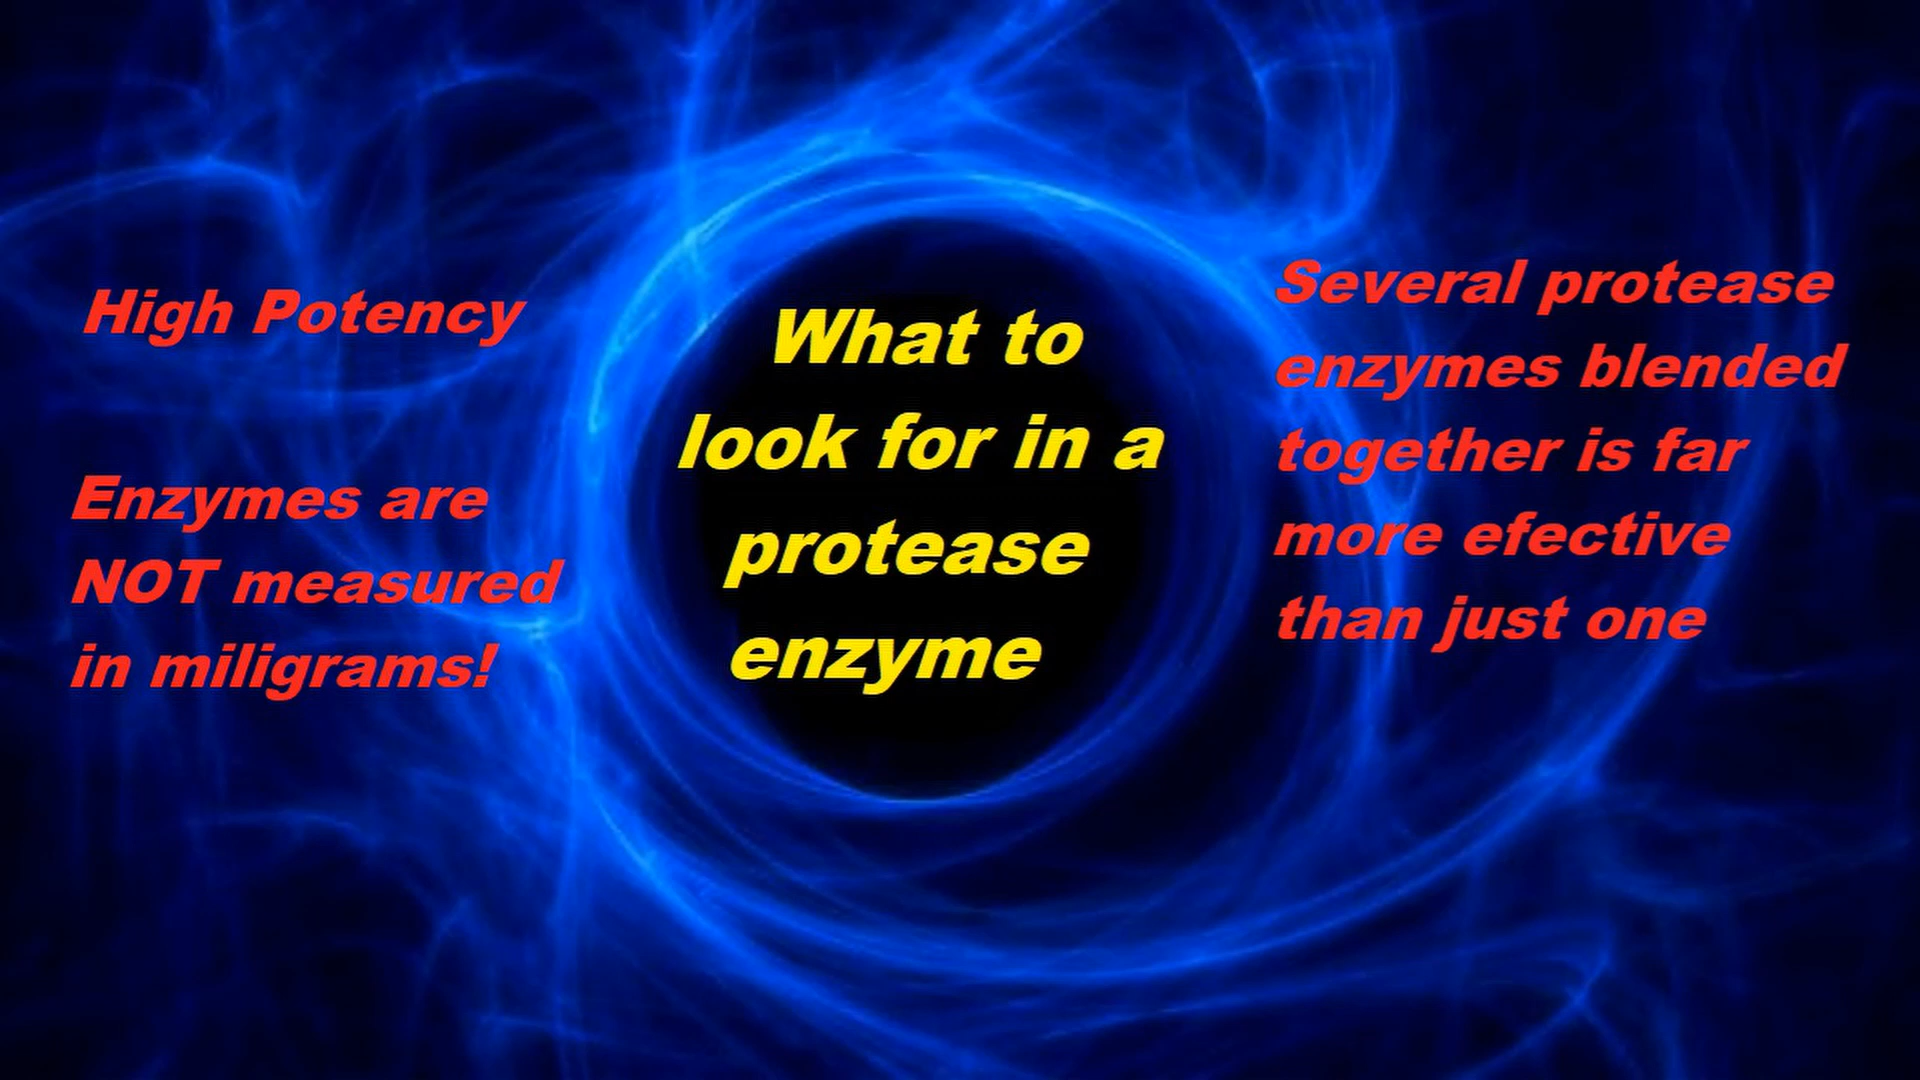 High Potency
Enzymes are
NOT measured
in miligrams!
What to
look for in a
protease
enzyme
Several protease
enzymes blended
together is far
more efective
than just one